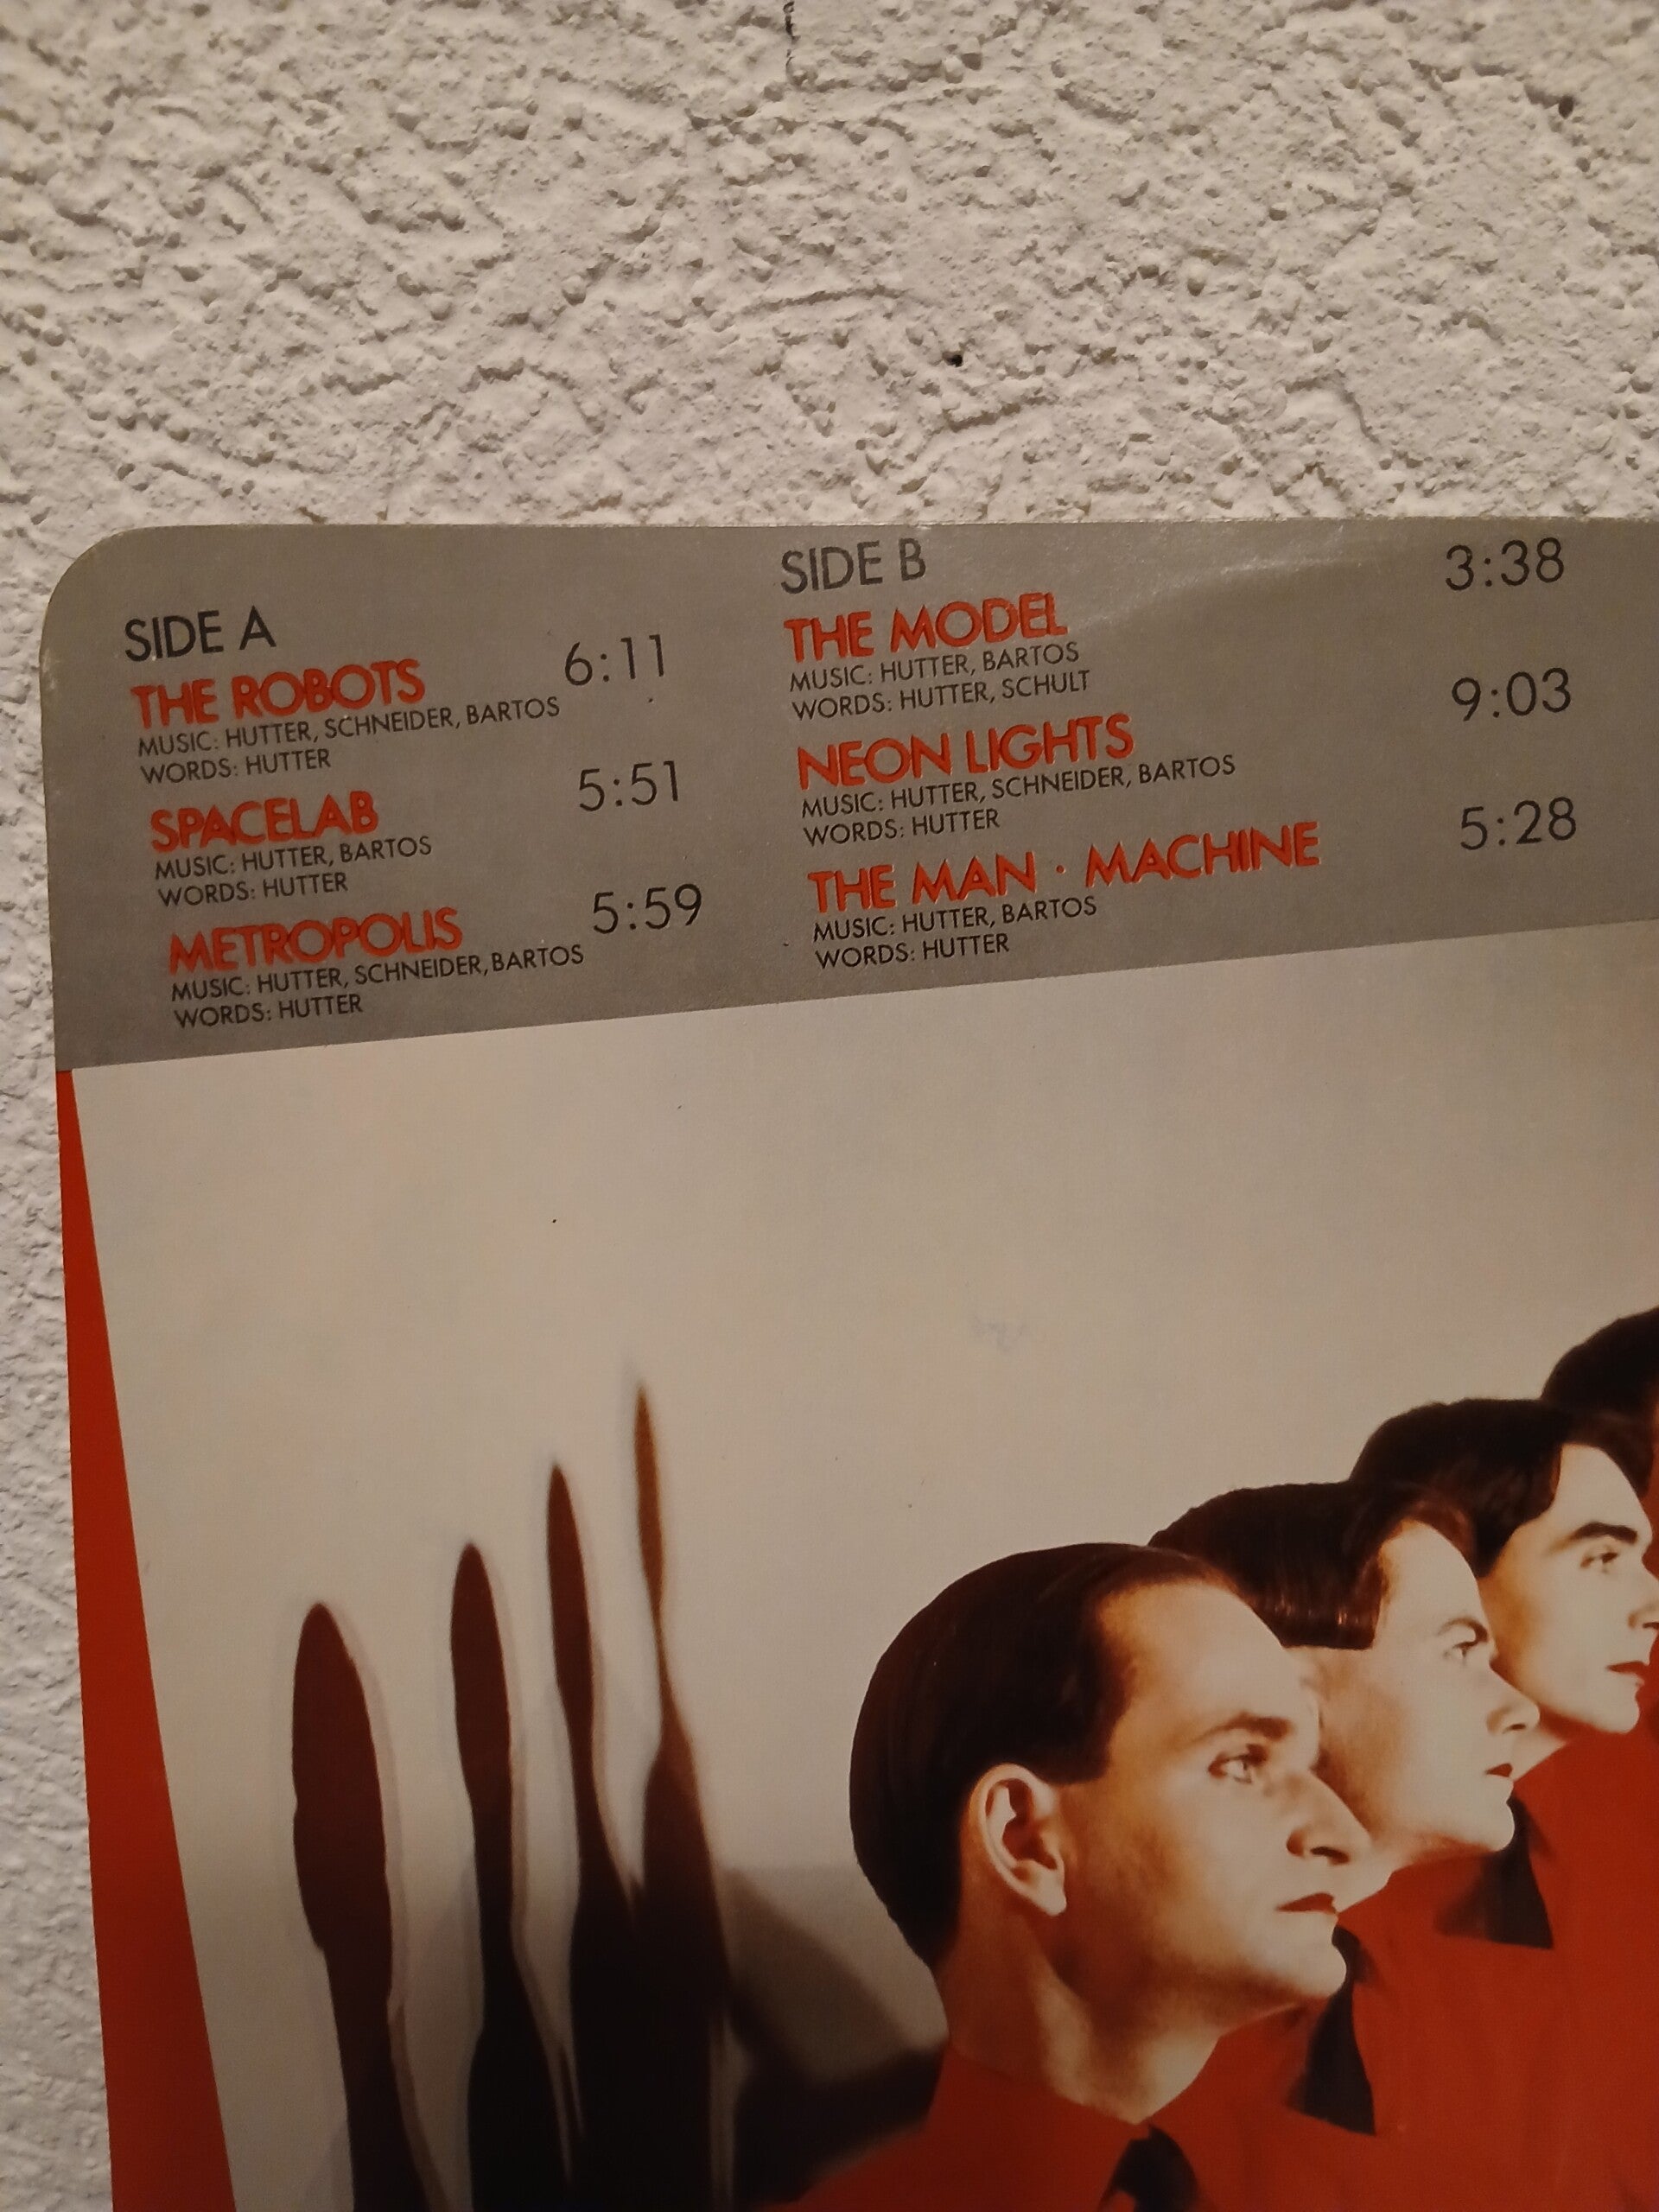 SIDE A
THE ROBOTS 6:11
MUSIC: HUTTER, SCHNEIDER, BARTOS
WORDS: HUTTER
SPACELAB 5:51
MUSIC: HUTTER, BARTOS
WORDS: HUTTER
METROPOLIS 5:59
MUSIC: HUTTER, SCHNEIDER, BARTOS
WORDS: HUTTER
SIDE B
THE MODEL 3:38
MUSIC: HUTTER, BARTOS
WORDS: HUTTER, SCHULT
NEON LIGHTS 9:03
MUSIC: HUTTER, SCHNEIDER, BARTOS
WORDS: HUTTER
THE MAN · MACHINE 5:28
MUSIC: HUTTER, BARTOS
WORDS: HUTTER